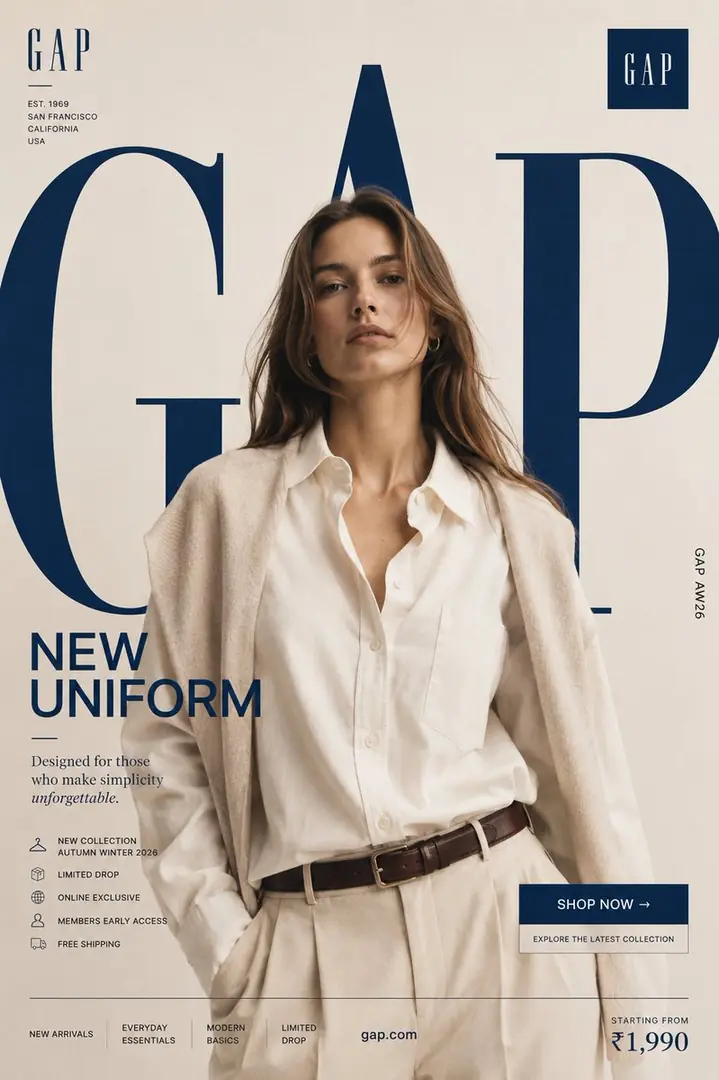 GAP
EST. 1969
SAN FRANCISCO
CALIFORNIA
USA
GAP
GAP
GAP AW26
NEW
UNIFORM
Designed for those
who make simplicity
unforgettable.
NEW COLLECTION
AUTUMN WINTER 2026
LIMITED DROP
ONLINE EXCLUSIVE
MEMBERS EARLY ACCESS
FREE SHIPPING
SHOP NOW →
EXPLORE THE LATEST COLLECTION
NEW ARRIVALS
EVERYDAY
ESSENTIALS
MODERN
BASICS
LIMITED
DROP
gap.com
STARTING FROM
₹1,990